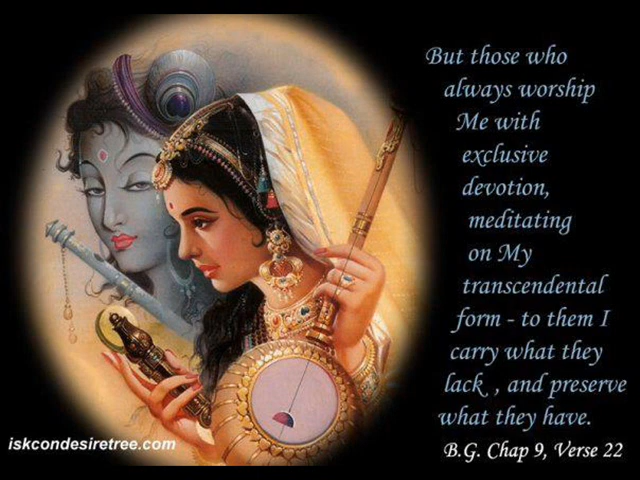 But those who
always worship
Me with
exclusive
devotion,
meditating
on My
transcendental
form - to them I
carry what they
lack , and preserve
what they have.
B.G. Chap 9, Verse 22
iskcondesiretree.com